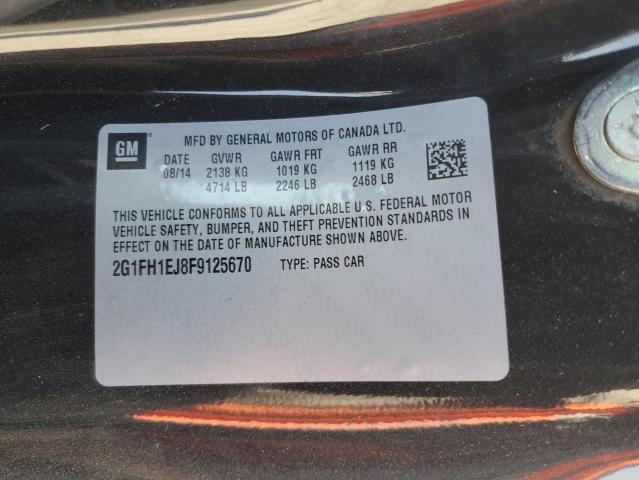 GM
MFD BY GENERAL MOTORS OF CANADA LTD.
DATE GVWR GAWR FRT GAWR RR
08/14 2138 KG 1019 KG 1119 KG
4714 LB 2246 LB 2468 LB
THIS VEHICLE CONFORMS TO ALL APPLICABLE U.S. FEDERAL MOTOR
VEHICLE SAFETY, BUMPER, AND THEFT PREVENTION STANDARDS IN
EFFECT ON THE DATE OF MANUFACTURE SHOWN ABOVE.
2G1FH1EJ8F9125670 TYPE: PASS CAR